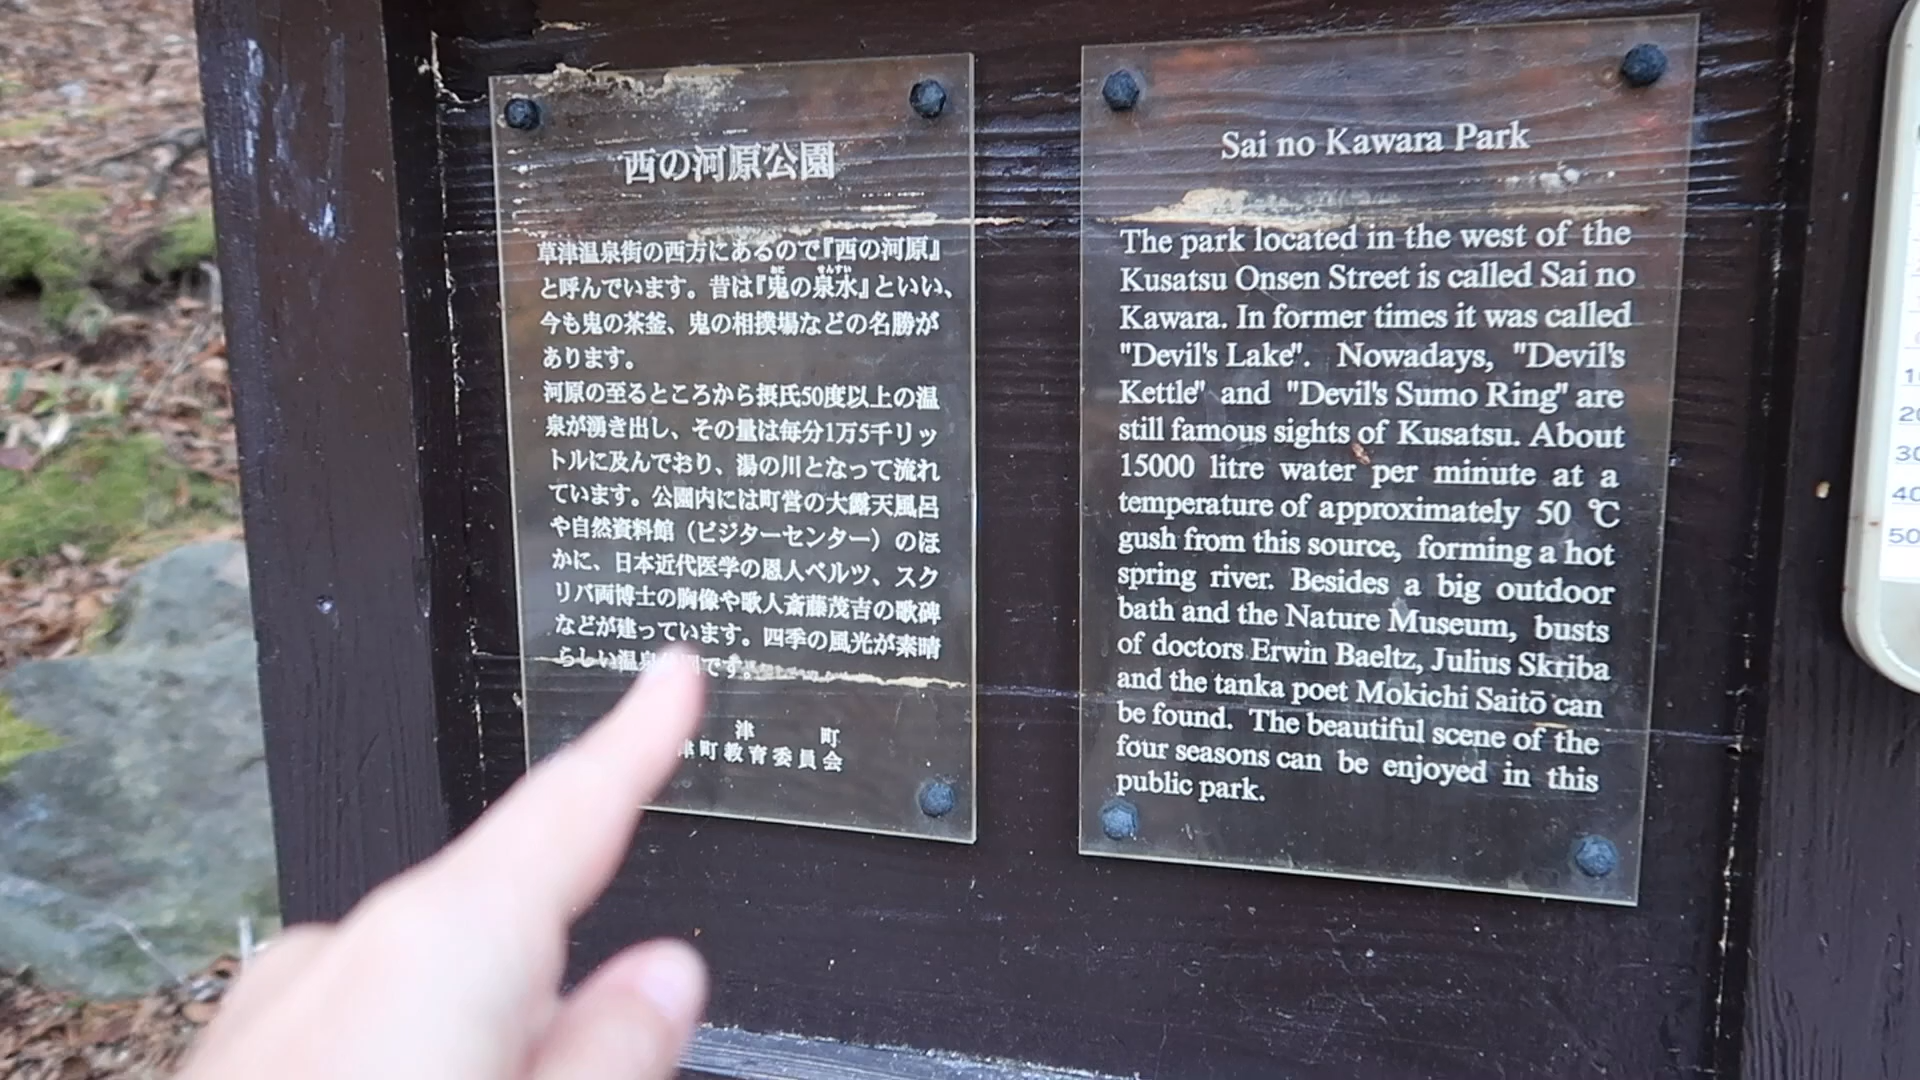 西の河原公園
草津温泉街の西方にあるので『西の河原』
と呼んでいます。昔は『鬼の泉水』といい、
今も鬼の茶釜、鬼の相撲場などの名勝が
あります。
河原の至るところから摂氏50度以上の温
泉が湧き出し、その量は毎分1万5千リッ
トルに及んでおり、湯の川となって流れ
ています。公園内には町営の大露天風呂
や自然資料館（ビジターセンター）のほ
かに、日本近代医学の恩人ベルツ、スク
リバ両博士の胸像や歌人斎藤茂吉の歌碑
などが建っています。四季の風光が素晴
らしい温泉です。
津 町
津町教育委員会
Sai no Kawara Park
The park located in the west of the
Kusatsu Onsen Street is called Sai no
Kawara. In former times it was called
"Devil's Lake". Nowadays, "Devil's
Kettle" and "Devil's Sumo Ring" are
still famous sights of Kusatsu. About
15000 litre water per minute at a
temperature of approximately 50 ℃
gush from this source, forming a hot
spring river. Besides a big outdoor
bath and the Nature Museum, busts
of doctors Erwin Baeltz, Julius Skriba
and the tanka poet Mokichi Saitō can
be found. The beautiful scene of the
four seasons can be enjoyed in this
public park.
10
20
30
40
50